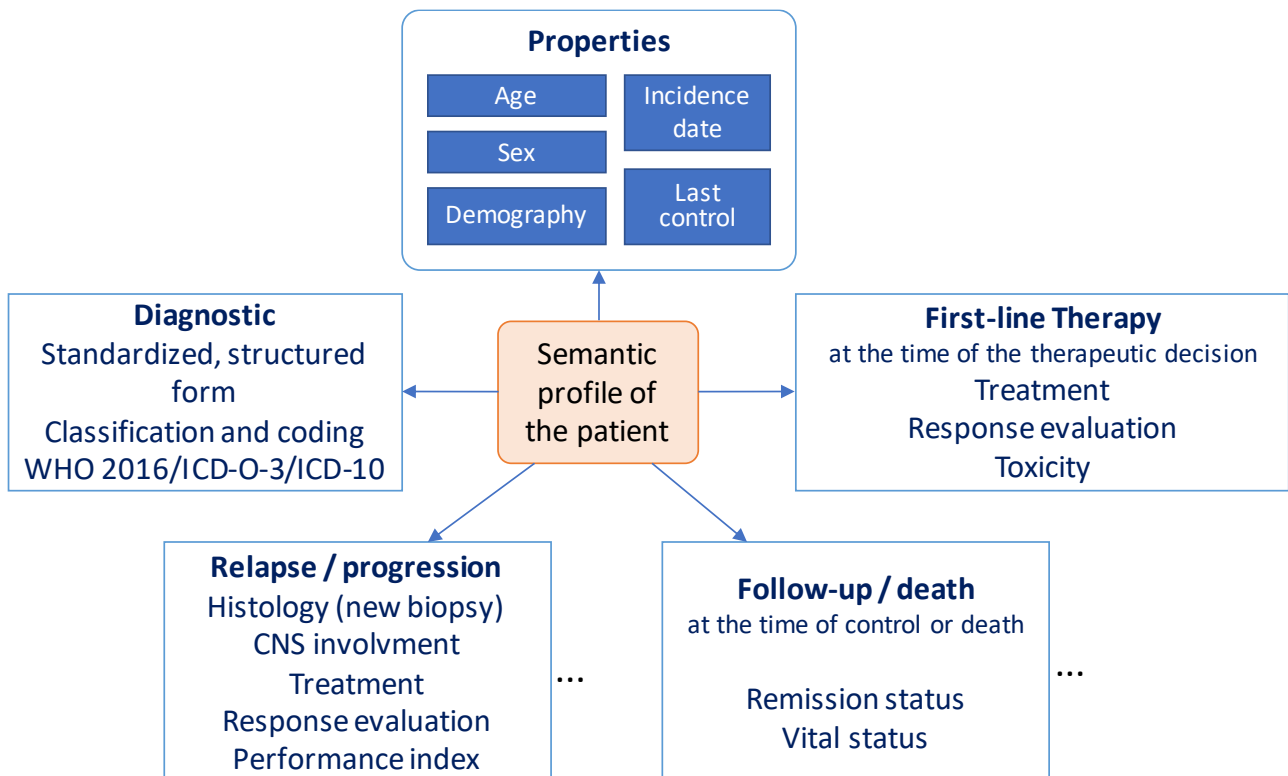 Properties
Age
Sex
Demography
Incidence
date
Last
control
Diagnostic
Standardized, structured
form
Classification and coding
WHO 2016/ICD-O-3/ICD-10
Semantic
profile of
the patient
First-line Therapy
at the time of the therapeutic decision
Treatment
Response evaluation
Toxicity
Relapse / progression
Histology (new biopsy)
CNS involvment
Treatment
Response evaluation
Performance index
...
Follow-up / death
at the time of control or death
Remission status
Vital status
...